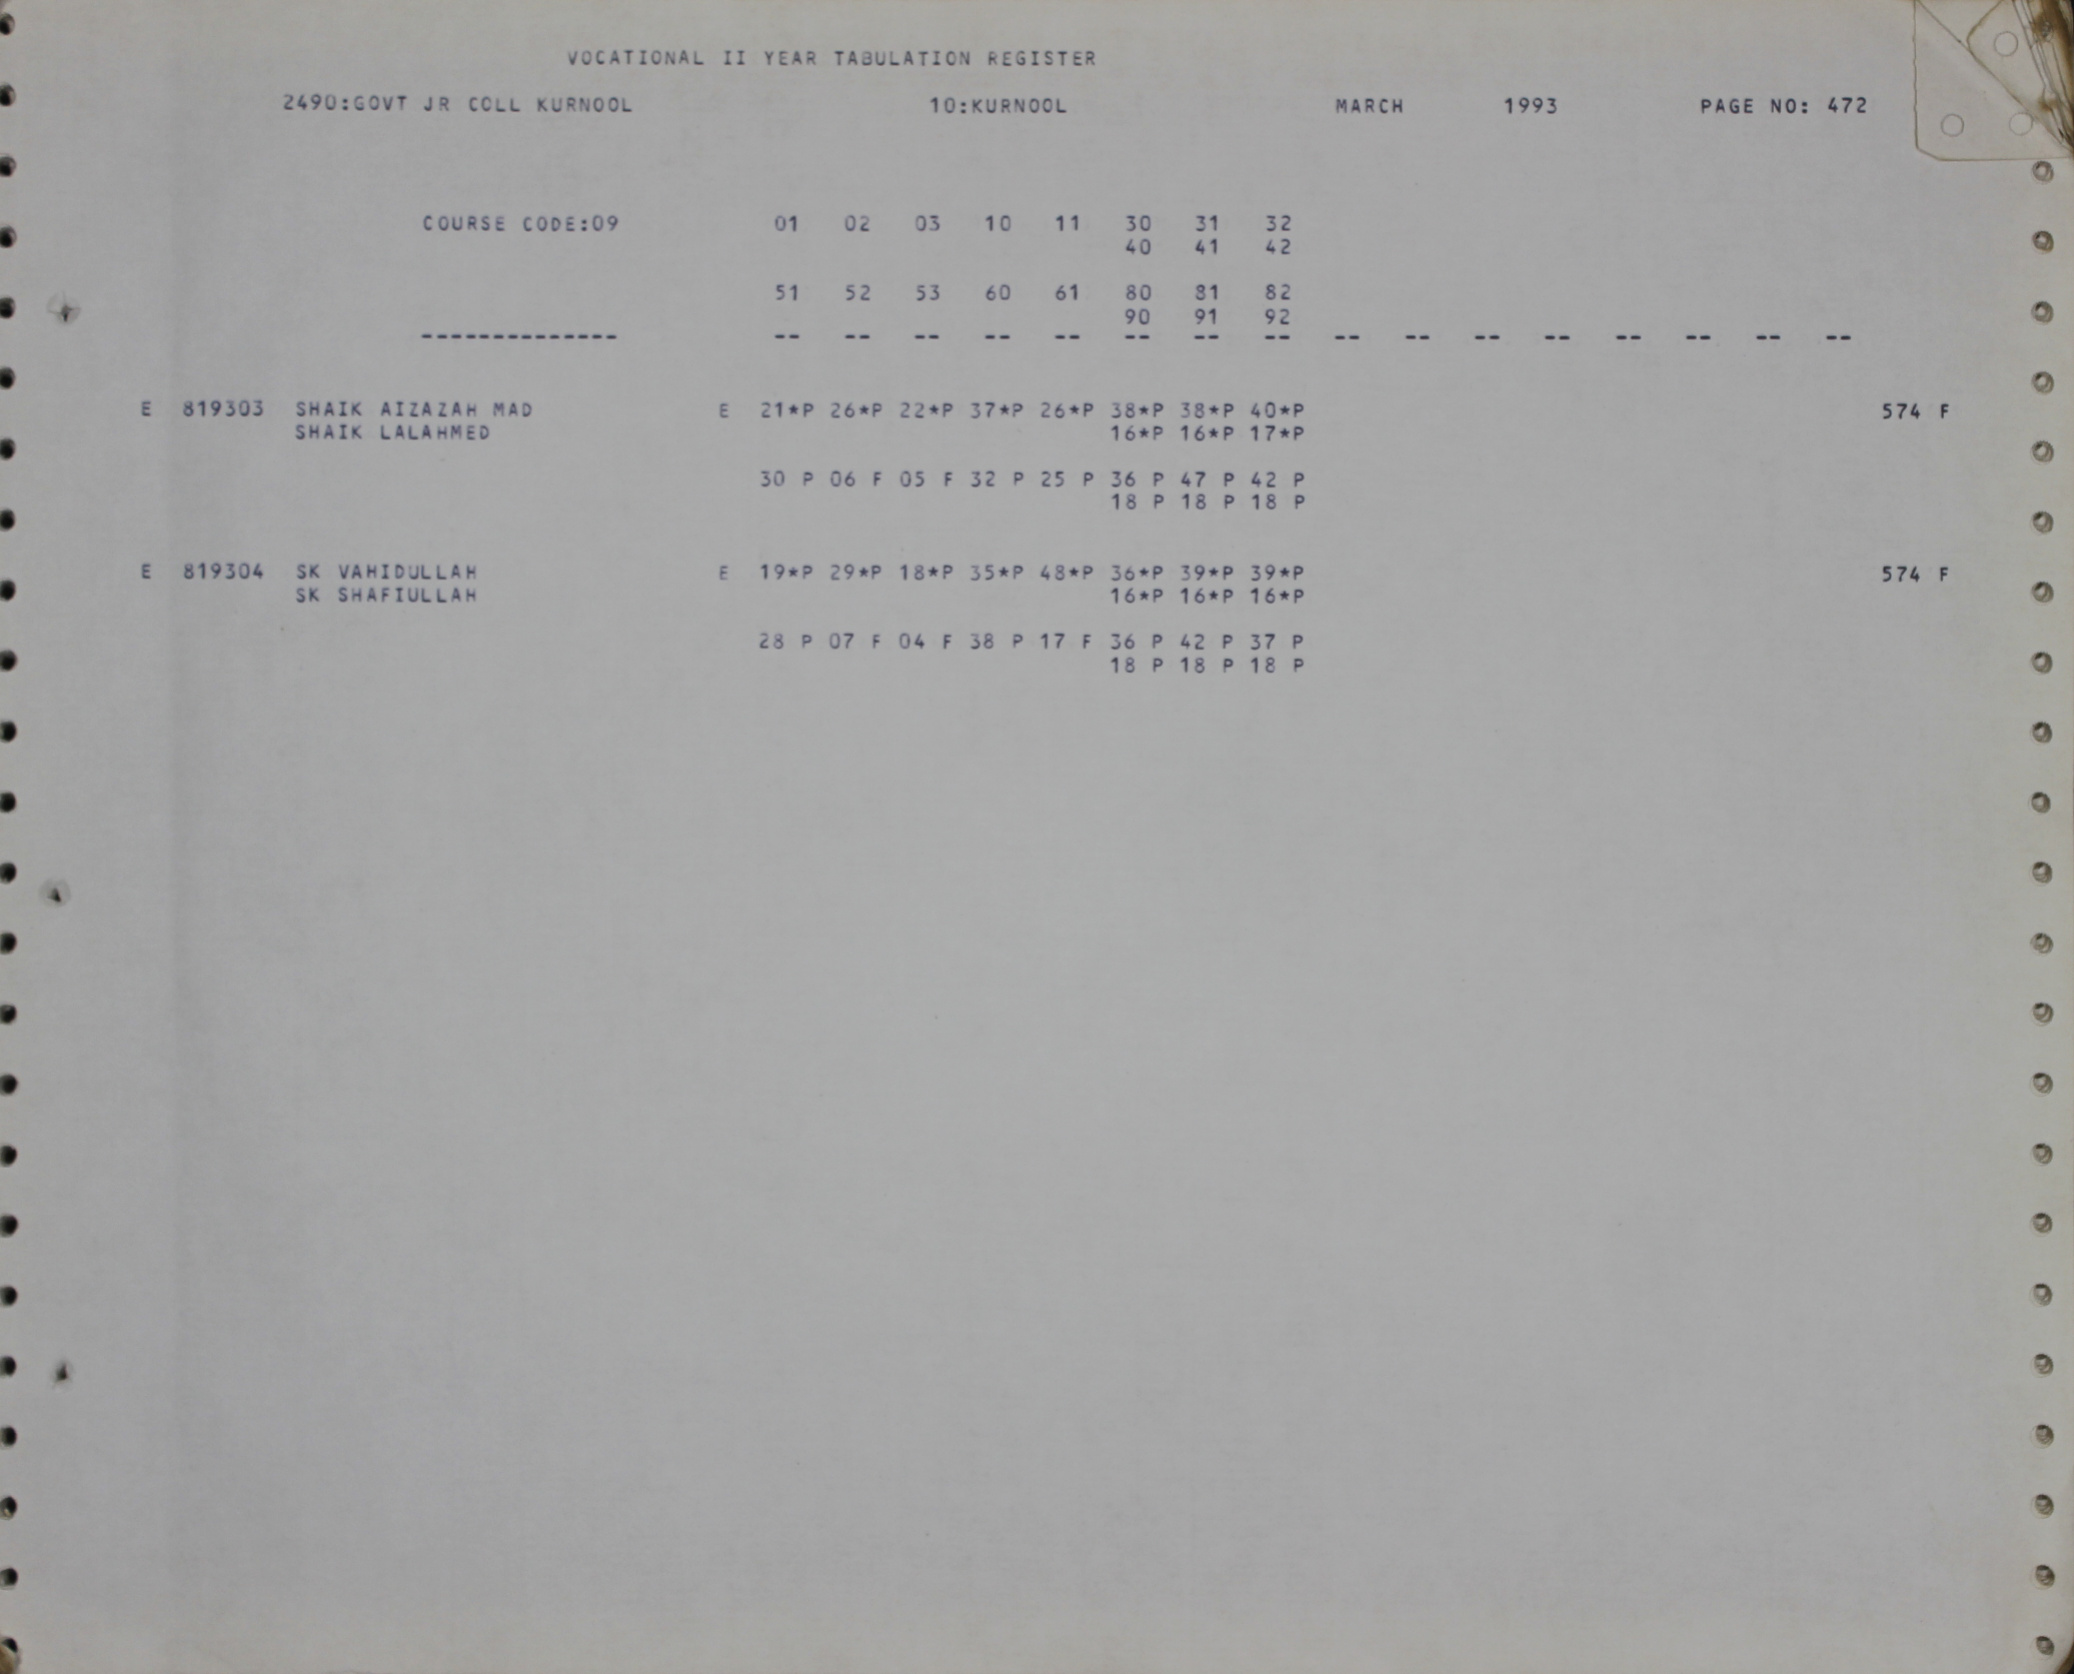 VOCATIONAL II YEAR TABULATION REGISTER
2490:GOVT JR COLL KURNOOL 10:KURNOOL MARCH 1993 PAGE NO: 472
COURSE CODE:09 01 02 03 10 11 30 31 32
40 41 42
51 52 53 60 61 80 81 82
90 91 92
-------------- -- -- -- -- -- -- -- -- -- -- -- -- -- -- -- --
E 819303 SHAIK AIZAZAH MAD E 21*P 26*P 22*P 37*P 26*P 38*P 38*P 40*P 574 F
SHAIK LALAHMED 16*P 16*P 17*P
30 P 06 F 05 F 32 P 25 P 36 P 47 P 42 P
18 P 18 P 18 P
E 819304 SK VAHIDULLAH E 19*P 29*P 18*P 35*P 48*P 36*P 39*P 39*P 574 F
SK SHAFIULLAH 16*P 16*P 16*P
28 P 07 F 04 F 38 P 17 F 36 P 42 P 37 P
18 P 18 P 18 P